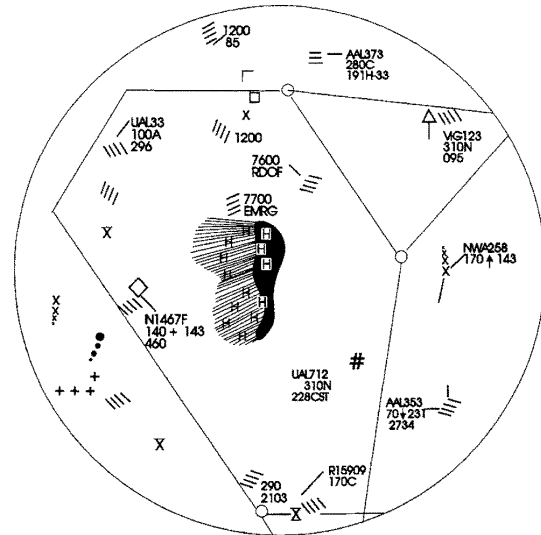 1200
85
AAL373
280C
191H-33
UAL33
100A
296
X
1200
VIG123
310N
095
7600
RDOF
7700
EMRG
H
H
H
H
H
H
H
H
H
H
H
X
NWA258
170 ↑ 143
X
X
X
X
N1467F
140 + 143
460
+
+ + +
#
UAL712
310N
228CST
AAL353
70 ↓ 231
2734
X
R15909
170C
290
2103
X